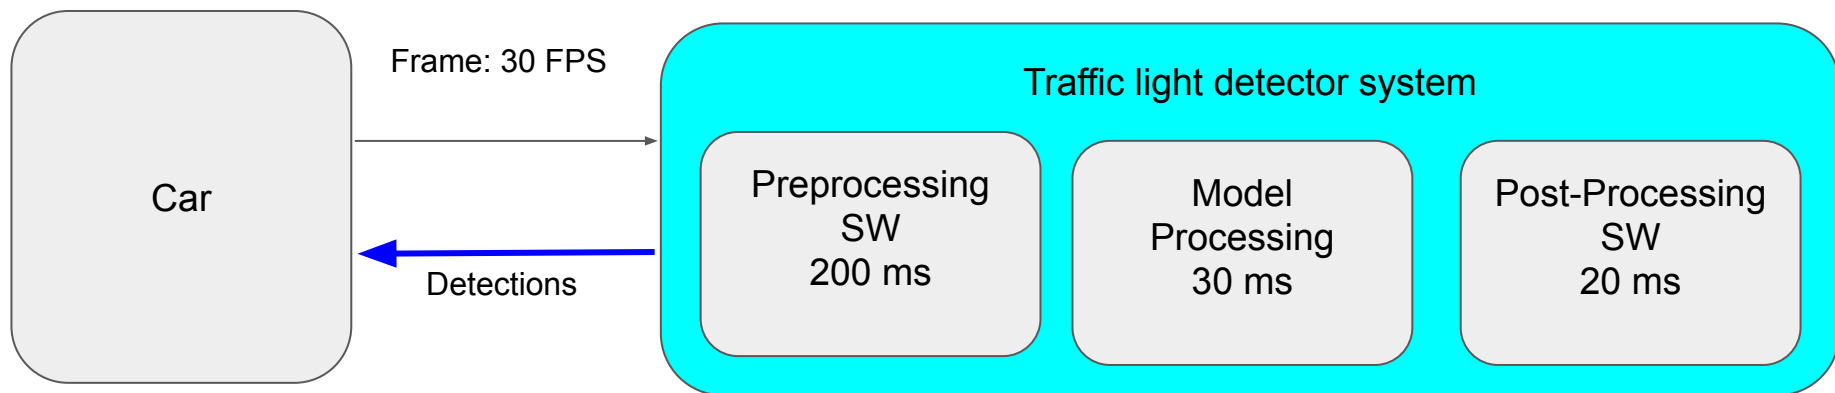 Car
Frame: 30 FPS
Detections
Traffic light detector system
Preprocessing
SW
200 ms
Model
Processing
30 ms
Post-Processing
SW
20 ms